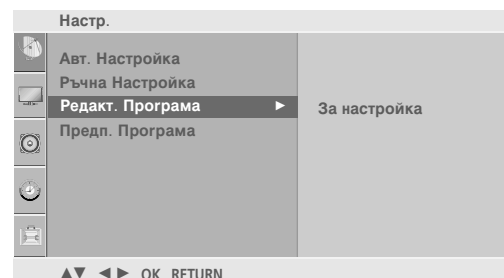 Настр.
Авт. Настройка
Ръчна Настройка
Редакт. Програма ►
За настройка
Предп. Програма
▲▼ ◄► OK RETURN